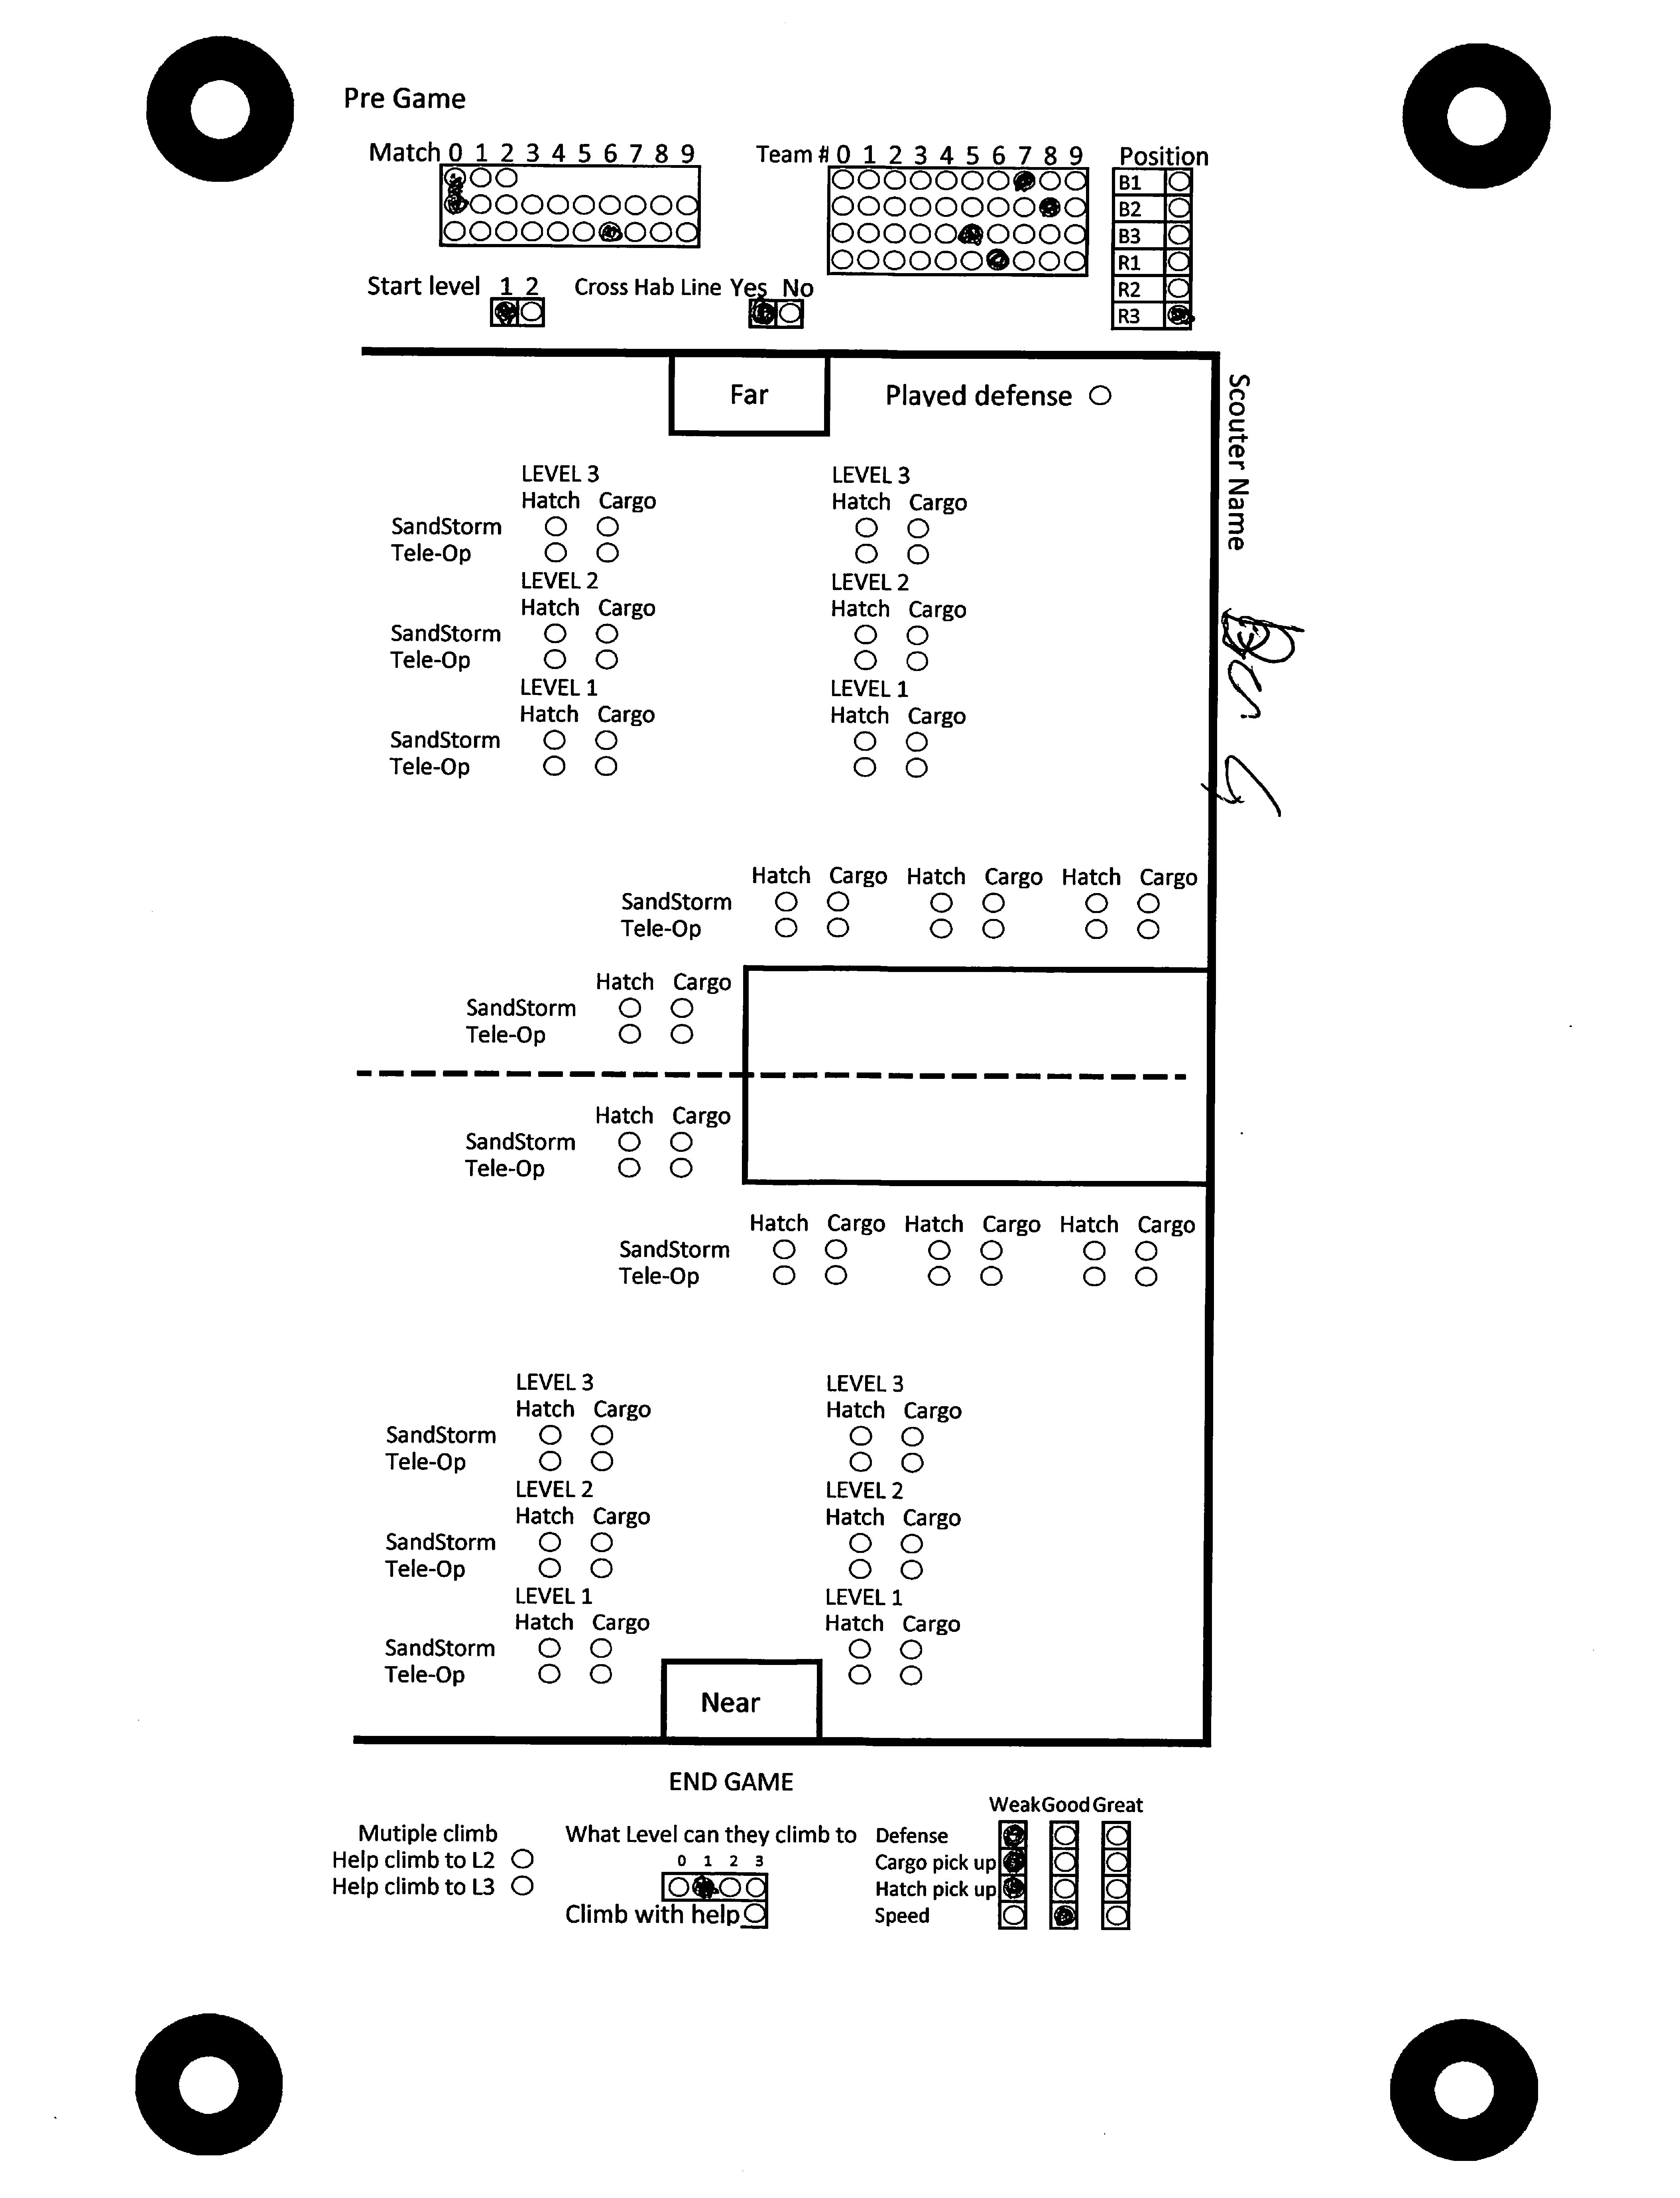 Pre Game
Match 0 1 2 3 4 5 6 7 8 9
Team # 0 1 2 3 4 5 6 7 8 9
Position
B1
B2
B3
R1
R2
R3
Start level 1 2
Cross Hab Line Yes No
Far
Played defense
Scouter Name
LEVEL 3 LEVEL 3
Hatch Cargo Hatch Cargo
SandStorm
Tele-Op
LEVEL 2 LEVEL 2
Hatch Cargo Hatch Cargo
SandStorm
Tele-Op
LEVEL 1 LEVEL 1
Hatch Cargo Hatch Cargo
SandStorm
Tele-Op
Hatch Cargo Hatch Cargo Hatch Cargo
SandStorm
Tele-Op
Hatch Cargo
SandStorm
Tele-Op
Hatch Cargo
SandStorm
Tele-Op
Hatch Cargo Hatch Cargo Hatch Cargo
SandStorm
Tele-Op
LEVEL 3 LEVEL 3
Hatch Cargo Hatch Cargo
SandStorm
Tele-Op
LEVEL 2 LEVEL 2
Hatch Cargo Hatch Cargo
SandStorm
Tele-Op
LEVEL 1 LEVEL 1
Hatch Cargo Hatch Cargo
SandStorm
Tele-Op
Near
END GAME
Mutiple climb
Help climb to L2
Help climb to L3
What Level can they climb to
0 1 2 3
Climb with help
Weak Good Great
Defense
Cargo pick up
Hatch pick up
Speed